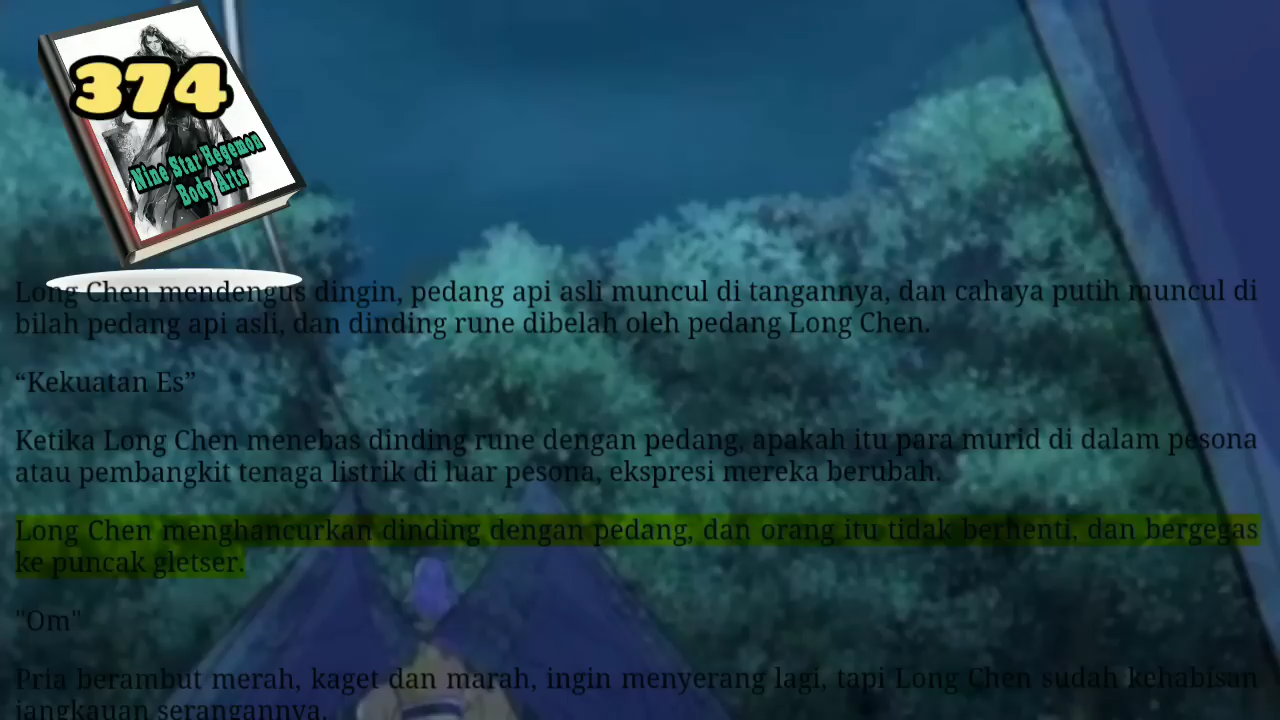 374
Nine Star Hegemon
Body Arts
Long Chen mendengus dingin, pedang api asli muncul di tangannya, dan cahaya putih muncul di
bilah pedang api asli, dan dinding rune dibelah oleh pedang Long Chen.
“Kekuatan Es”
Ketika Long Chen menebas dinding rune dengan pedang, apakah itu para murid di dalam pesona
atau pembangkit tenaga listrik di luar pesona, ekspresi mereka berubah.
Long Chen menghancurkan dinding dengan pedang, dan orang itu tidak berhenti, dan bergegas
ke puncak gletser.
"Om"
Pria berambut merah, kaget dan marah, ingin menyerang lagi, tapi Long Chen sudah kehabisan
jangkauan serangannya.